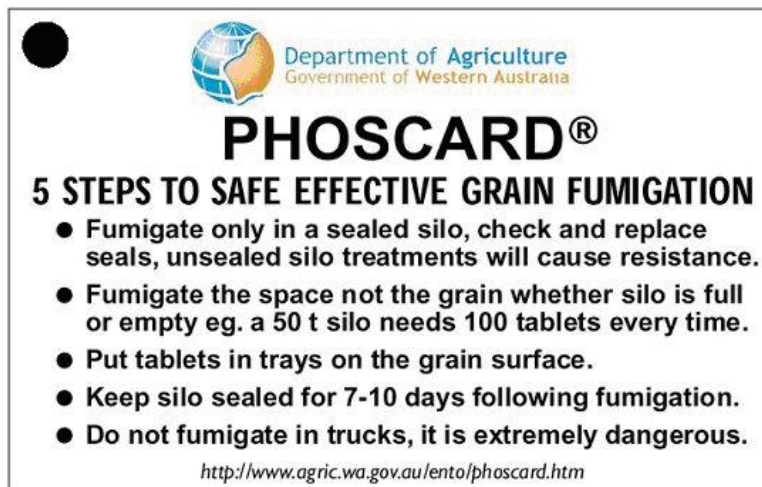 Department of Agriculture
Government of Western Australia
PHOSCARD®
5 STEPS TO SAFE EFFECTIVE GRAIN FUMIGATION
● Fumigate only in a sealed silo, check and replace
seals, unsealed silo treatments will cause resistance.
● Fumigate the space not the grain whether silo is full
or empty eg. a 50 t silo needs 100 tablets every time.
● Put tablets in trays on the grain surface.
● Keep silo sealed for 7-10 days following fumigation.
● Do not fumigate in trucks, it is extremely dangerous.
http://www.agric.wa.gov.au/ento/phoscard.htm